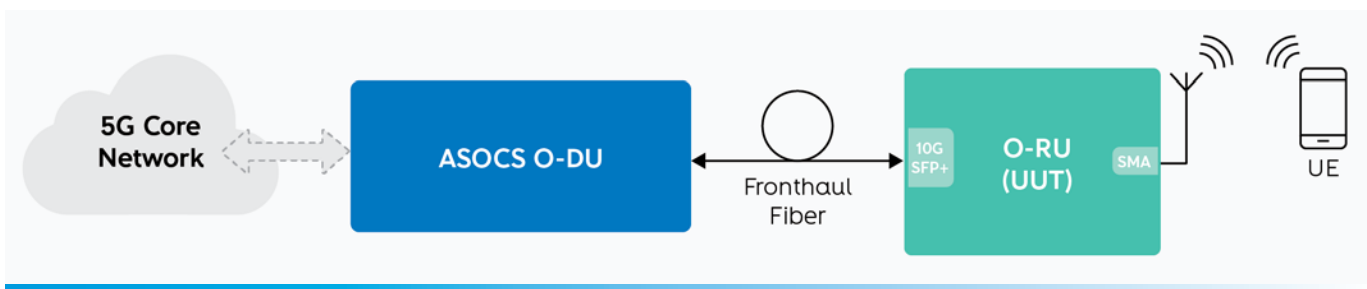 5G Core
Network
ASOCS O-DU
Fronthaul
Fiber
10G
SFP+
O-RU
(UUT)
SMA
UE